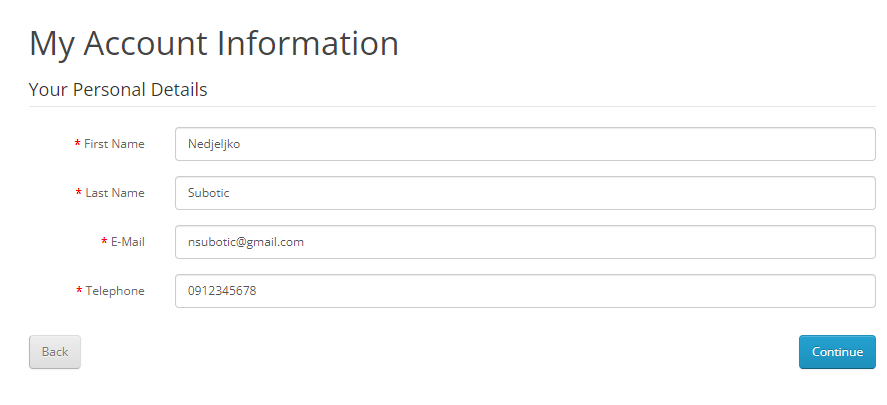 My Account Information
Your Personal Details
* First Name Nedjeljko
* Last Name Subotic
* E-Mail nsubotic@gmail.com
* Telephone 0912345678
Back Continue